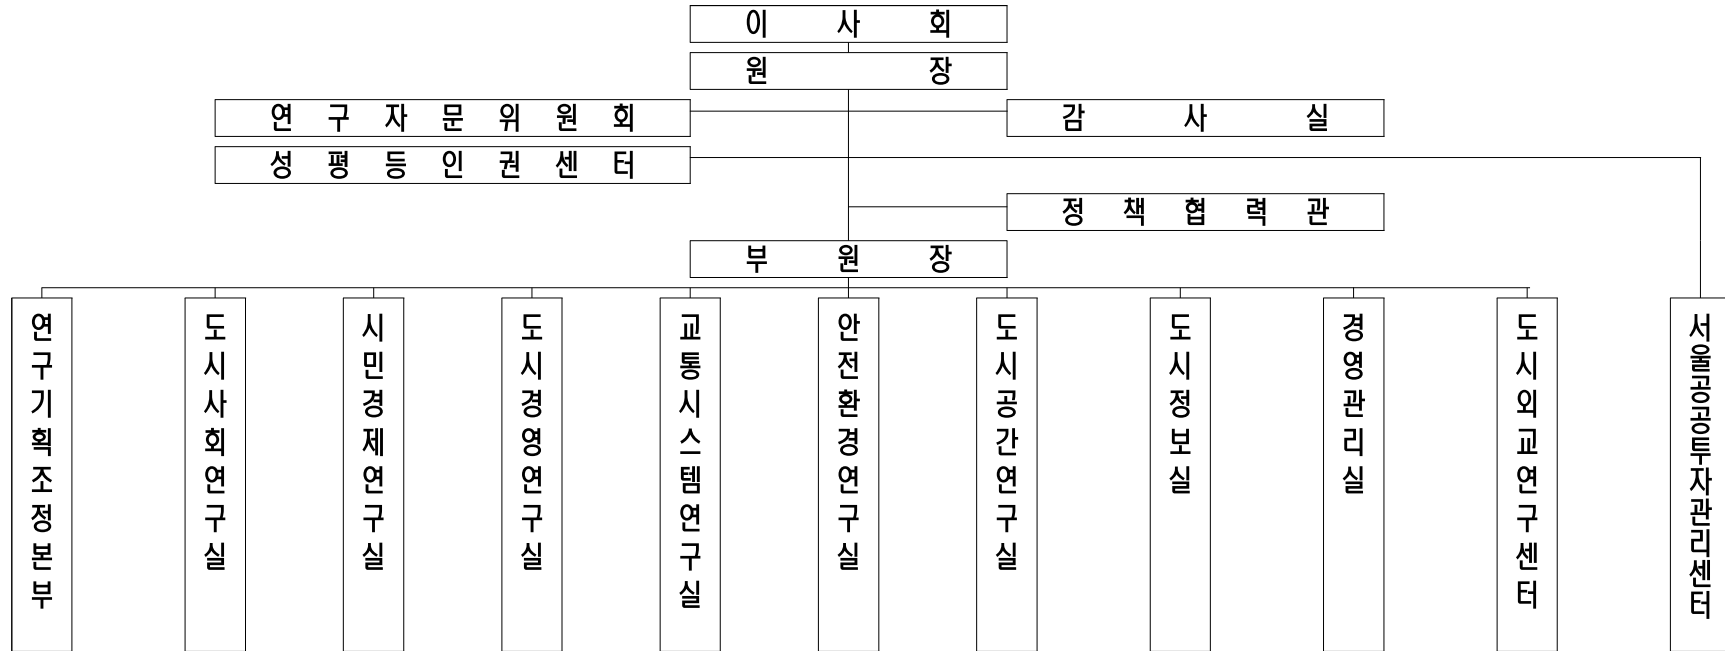 이 사 회
원 장
연 구 자 문 위 원 회
감 사 실
성 평 등 인 권 센 터
정 책 협 력 관
부 원 장
연구기획조정본부
도시사회연구실
시민경제연구실
도시경영연구실
교통시스템연구실
안전환경연구실
도시공간연구실
도시정보실
경영관리실
도시외교연구센터
서울공공투자관리센터